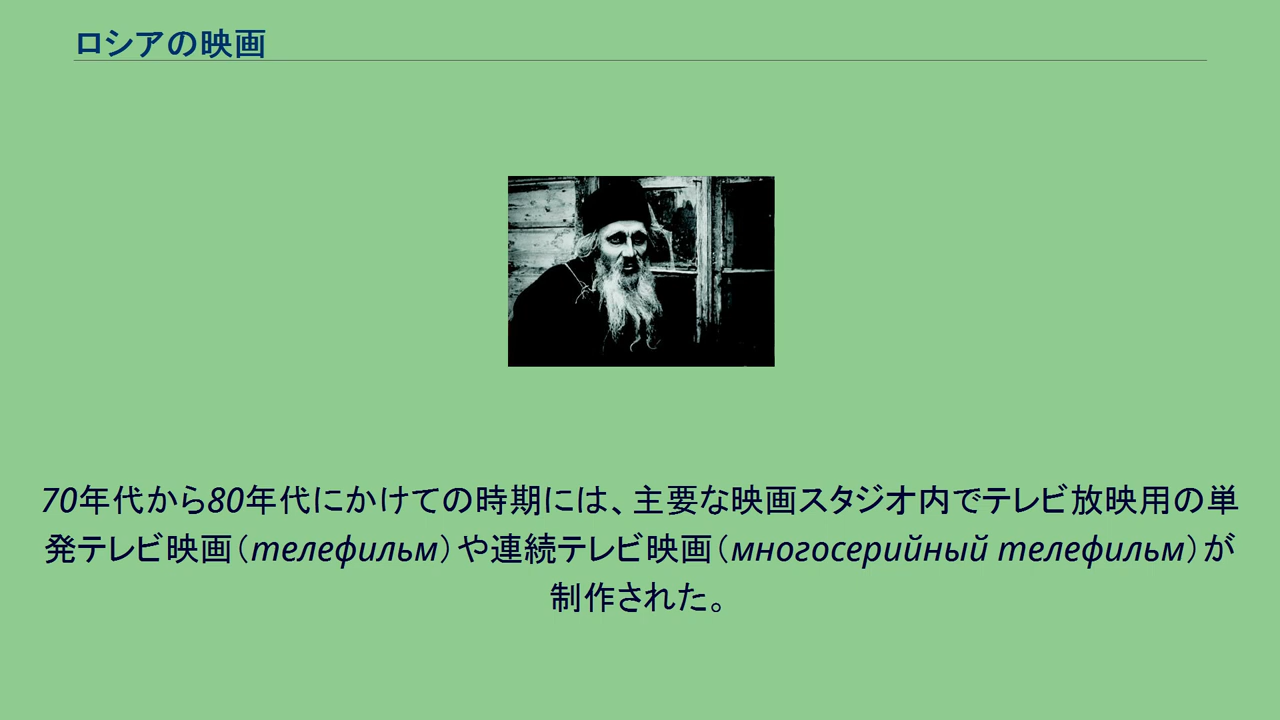 ロシアの映画
70年代から80年代にかけての時期には、主要な映画スタジオ内でテレビ放映用の単
発テレビ映画（телефильм）や連続テレビ映画（многосерийный телефильм）が
制作された。